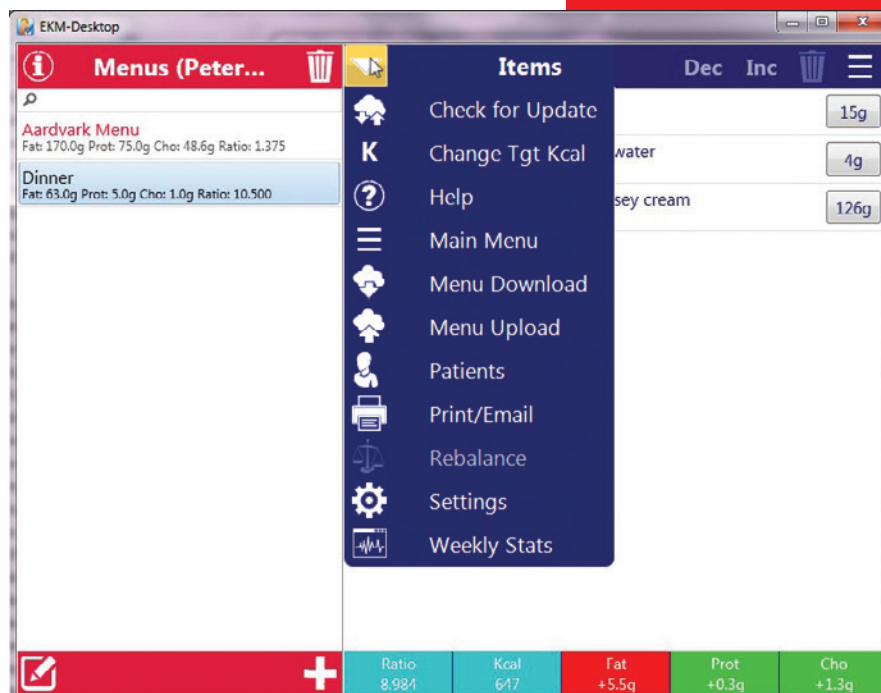 EKM-Desktop
Menus (Peter...
Aardvark Menu
Fat: 170.0g Prot: 75.0g Cho: 48.6g Ratio: 1.375
Dinner
Fat: 63.0g Prot: 5.0g Cho: 1.0g Ratio: 10.500
Items
Check for Update
K Change Tgt Kcal
? Help
Main Menu
Menu Download
Menu Upload
Patients
Print/Email
Rebalance
Settings
Weekly Stats
Dec Inc
15g
water
4g
sey cream
126g
Ratio Kcal Fat Prot Cho
8.984 647 +5.5g +0.3g +1.3g